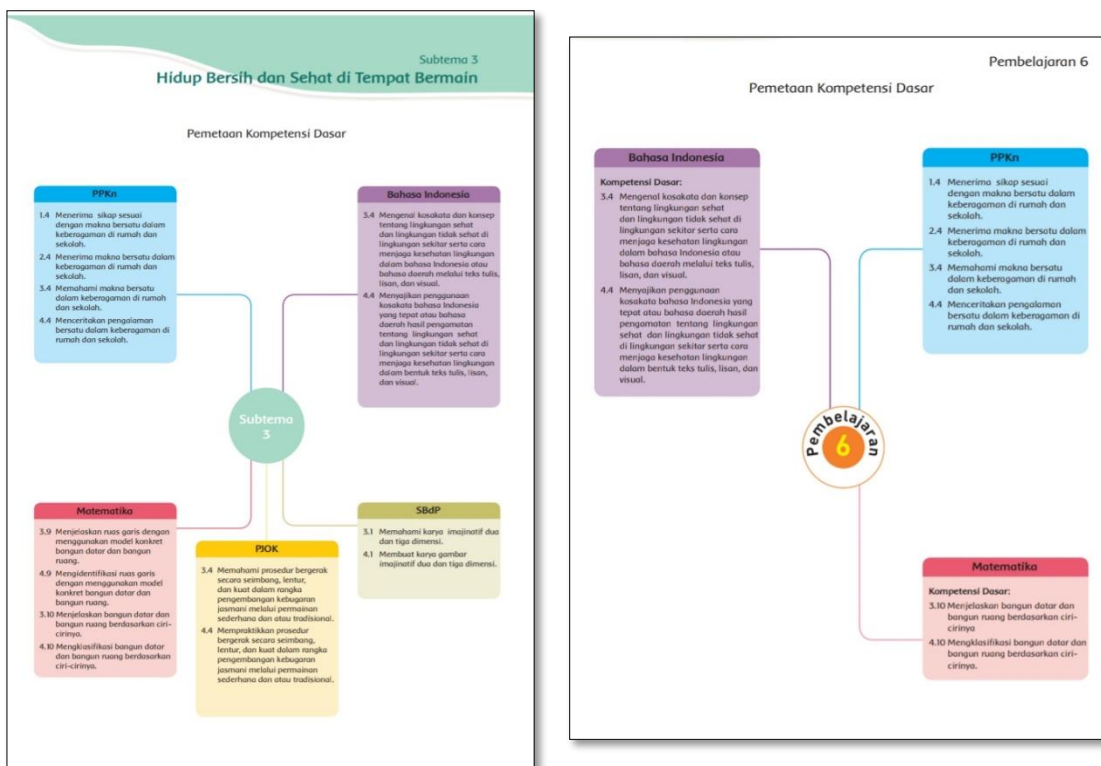 Subtema 3
Hidup Bersih dan Sehat di Tempat Bermain
Pemetaan Kompetensi Dasar
PPKn
1.4 Menerima sikap sesuai
dengan makna bersatu dalam
keberagaman di rumah dan
sekolah.
2.4 Menerima makna bersatu dalam
keberagaman di rumah dan
sekolah.
3.4 Memahami makna bersatu
dalam keberagaman di rumah
dan sekolah.
4.4 Menceritakan pengalaman
bersatu dalam keberagaman di
rumah dan sekolah.
Bahasa Indonesia
3.4 Mengenal kosakata dan konsep
tentang lingkungan sehat
dan lingkungan tidak sehat di
lingkungan sekitar serta cara
menjaga kesehatan lingkungan
dalam bahasa Indonesia atau
bahasa daerah melalui teks tulis,
lisan, dan visual.
4.4 Menyajikan penggunaan
kosakata bahasa Indonesia
yang tepat atau bahasa
daerah hasil pengamatan
tentang lingkungan sehat
dan lingkungan tidak sehat di
lingkungan sekitar serta cara
menjaga kesehatan lingkungan
dalam bentuk teks tulis, lisan,
dan visual.
Subtema
3
Matematika
3.9 Menjelaskan ruas garis dengan
menggunakan model konkret
bangun datar dan bangun
ruang.
4.9 Mengidentifikasi ruas garis
dengan menggunakan model
konkret bangun datar dan
bangun ruang.
3.10 Menjelaskan bangun datar dan
bangun ruang berdasarkan ciri-
cirinya.
4.10 Mengklasifikasi bangun datar
dan bangun ruang berdasarkan
ciri-cirinya.
PJOK
3.4 Memahami prosedur bergerak
secara seimbang, lentur,
dan kuat dalam rangka
pengembangan kebugaran
jasmani melalui permainan
sederhana dan atau tradisional.
4.4 Mempraktikkan prosedur
bergerak secara seimbang,
lentur, dan kuat dalam rangka
pengembangan kebugaran
jasmani melalui permainan
sederhana dan atau tradisional.
SBdP
3.1 Memahami karya imajinatif dua
dan tiga dimensi.
4.1 Membuat karya gambar
imajinatif dua dan tiga dimensi.
Pembelajaran 6
Pemetaan Kompetensi Dasar
Bahasa Indonesia
Kompetensi Dasar:
3.4 Mengenal kosakata dan konsep
tentang lingkungan sehat
dan lingkungan tidak sehat di
lingkungan sekitar serta cara
menjaga kesehatan lingkungan
dalam bahasa Indonesia atau
bahasa daerah melalui teks tulis,
lisan, dan visual.
4.4 Menyajikan penggunaan
kosakata bahasa Indonesia yang
tepat atau bahasa daerah hasil
pengamatan tentang lingkungan
sehat dan lingkungan tidak sehat
di lingkungan sekitar serta cara
menjaga kesehatan lingkungan
dalam bentuk teks tulis, lisan, dan
visual.
PPKn
1.4 Menerima sikap sesuai
dengan makna bersatu dalam
keberagaman di rumah dan
sekolah.
2.4 Menerima makna bersatu dalam
keberagaman di rumah dan
sekolah.
3.4 Memahami makna bersatu
dalam keberagaman di rumah
dan sekolah.
4.4 Menceritakan pengalaman
bersatu dalam keberagaman di
rumah dan sekolah.
Pembelajaran
6
Matematika
Kompetensi Dasar:
3.10 Menjelaskan bangun datar dan
bangun ruang berdasarkan ciri-
cirinya
4.10 Mengklasifikasi bangun datar dan
bangun ruang berdasarkan ciri-
cirinya.